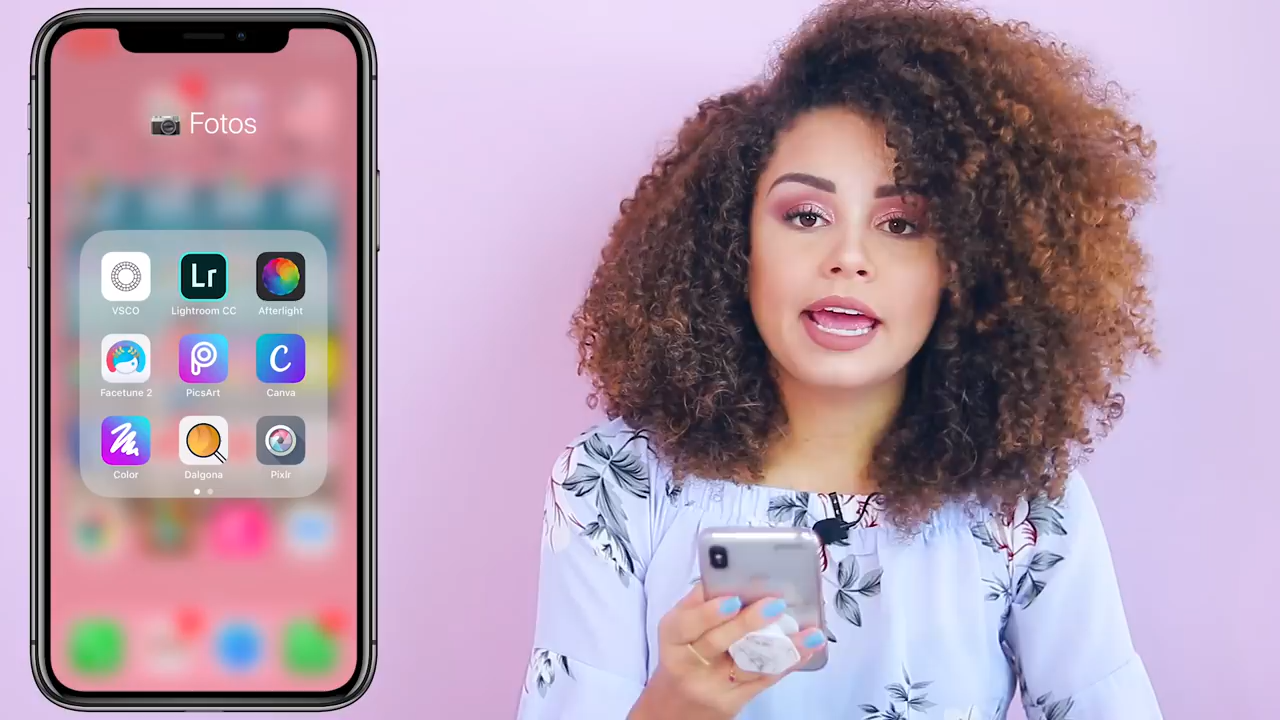 📷 Fotos
VSCO
Lr
Lightroom CC
Afterlight
Facetune 2
PicsArt
C
Canva
Color
Dalgona
Pixlr